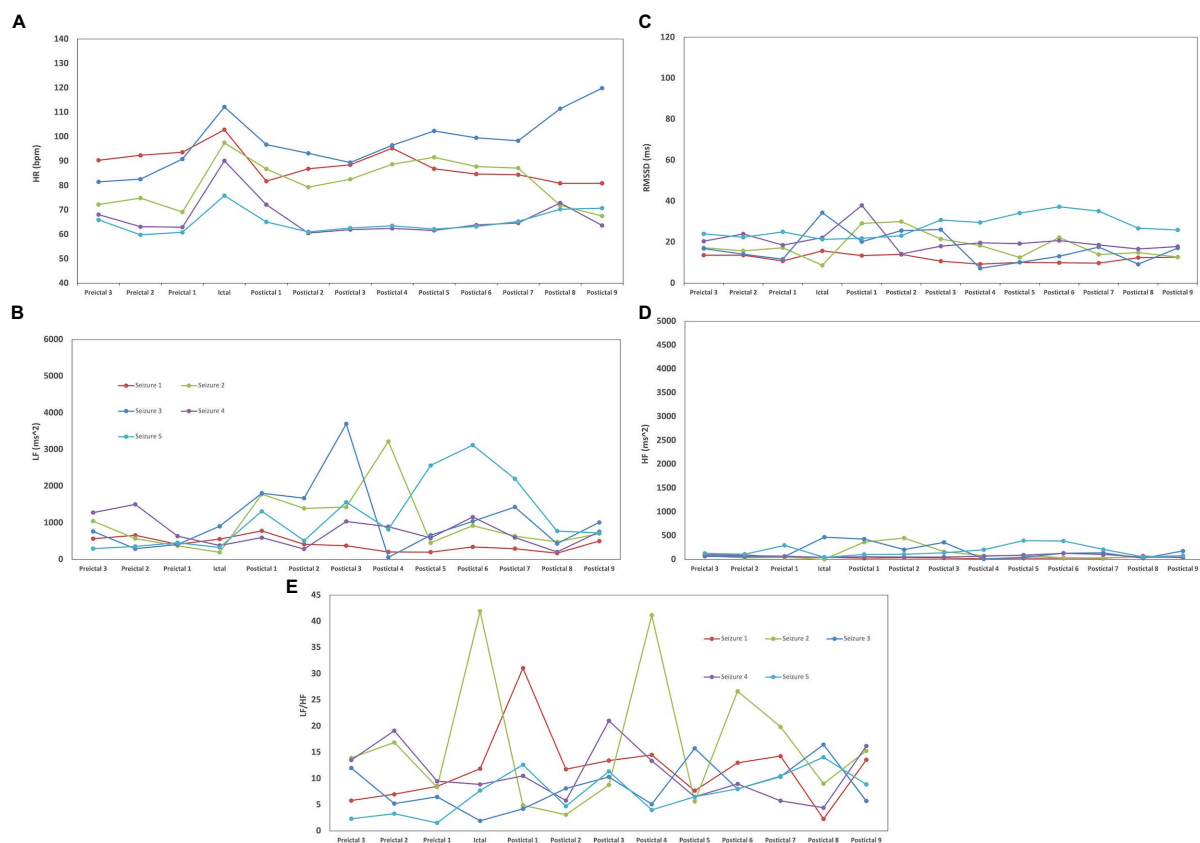 A
140
130
120
110
100
90
80
70
60
50
40
HR (bpm)
Preictal 3 Preictal 2 Preictal 1 Ictal Postictal 1 Postictal 2 Postictal 3 Postictal 4 Postictal 5 Postictal 6 Postictal 7 Postictal 8 Postictal 9
C
120
100
80
60
40
20
0
RMSSD (ms)
Preictal 3 Preictal 2 Preictal 1 Ictal Postictal 1 Postictal 2 Postictal 3 Postictal 4 Postictal 5 Postictal 6 Postictal 7 Postictal 8 Postictal 9
B
6000
5000
4000
3000
2000
1000
0
LF (ms^2)
Seizure 1 Seizure 2
Seizure 3 Seizure 4
Seizure 5
Preictal 3 Preictal 2 Preictal 1 Ictal Postictal 1 Postictal 2 Postictal 3 Postictal 4 Postictal 5 Postictal 6 Postictal 7 Postictal 8 Postictal 9
D
5000
4500
4000
3500
3000
2500
2000
1500
1000
500
0
HF (ms^2)
Preictal 3 Preictal 2 Preictal 1 Ictal Postictal 1 Postictal 2 Postictal 3 Postictal 4 Postictal 5 Postictal 6 Postictal 7 Postictal 8 Postictal 9
E
45
40
35
30
25
20
15
10
5
0
LF/HF
Seizure 1 Seizure 2 Seizure 3
Seizure 4 Seizure 5
Preictal 3 Preictal 2 Preictal 1 Ictal Postictal 1 Postictal 2 Postictal 3 Postictal 4 Postictal 5 Postictal 6 Postictal 7 Postictal 8 Postictal 9